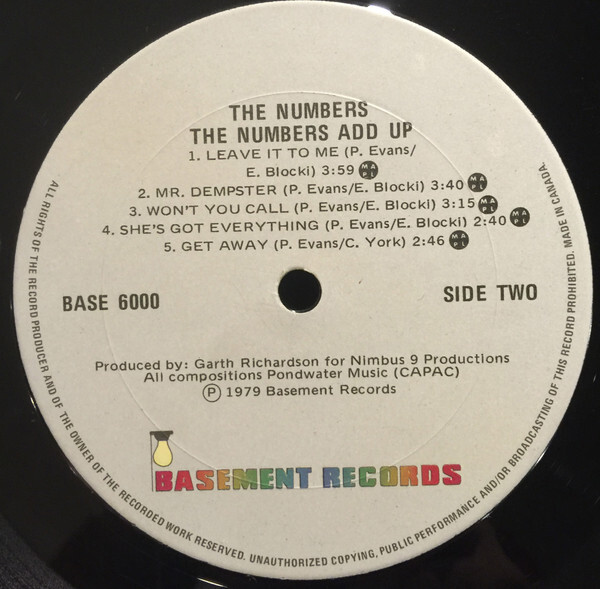 THE NUMBERS
THE NUMBERS ADD UP
1. LEAVE IT TO ME (P. Evans/
E. Blocki) 3:59 MAPL
2. MR. DEMPSTER (P. Evans/E. Blocki) 3:40 MAPL
3. WON'T YOU CALL (P. Evans/E. Blocki) 3:15 MAPL
4. SHE'S GOT EVERYTHING (P. Evans/E. Blocki) 2:40 MAPL
5. GET AWAY (P. Evans/C. York) 2:46 MAPL
BASE 6000
SIDE TWO
Produced by: Garth Richardson for Nimbus 9 Productions
All compositions Pondwater Music (CAPAC)
Ⓟ 1979 Basement Records
BASEMENT RECORDS
ALL RIGHTS OF THE RECORD PRODUCER AND OF THE OWNER OF THE RECORDED WORK RESERVED. UNAUTHORIZED COPYING, PUBLIC PERFORMANCE AND/OR BROADCASTING OF THIS RECORD PROHIBITED. MADE IN CANADA.